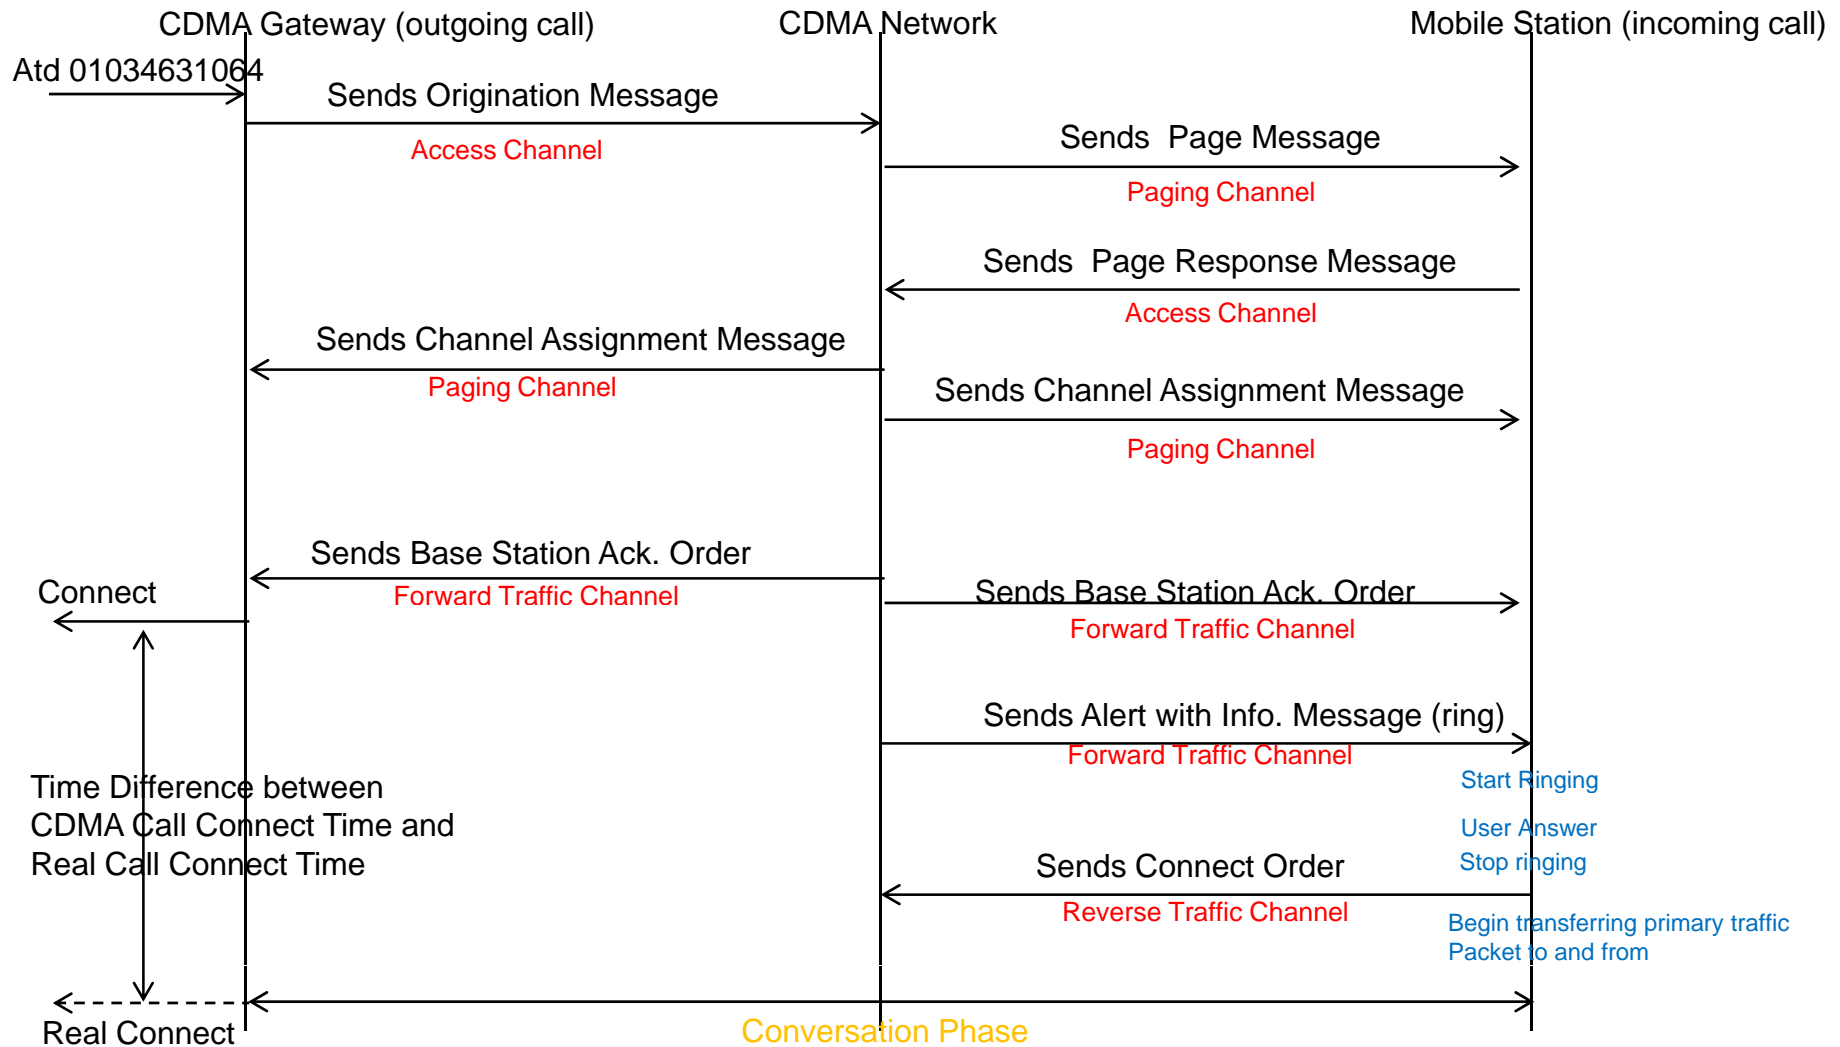 CDMA Gateway (outgoing call)
CDMA Network
Mobile Station (incoming call)
Atd 01034631064
Sends Origination Message
Access Channel
Sends  Page Message
Paging Channel
Sends  Page Response Message
Access Channel
Sends Channel Assignment Message
Paging Channel
Sends Channel Assignment Message
Paging Channel
Sends Base Station Ack. Order
Forward Traffic Channel
Connect
Sends Base Station Ack. Order
Forward Traffic Channel
Sends Alert with Info. Message (ring)
Forward Traffic Channel
Start Ringing
Time Difference between
CDMA Call Connect Time and
Real Call Connect Time
User Answer
Stop ringing
Sends Connect Order
Reverse Traffic Channel
Begin transferring primary traffic
Packet to and from
Real Connect
Conversation Phase